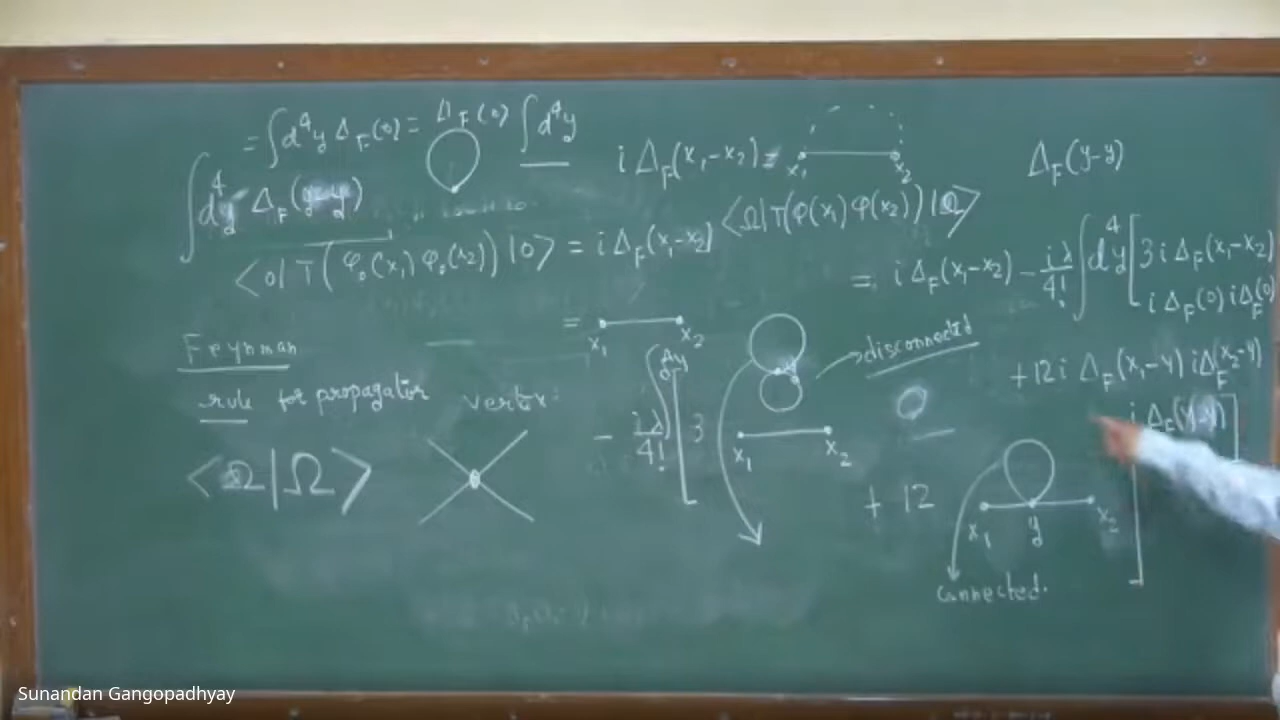 = ∫ d⁴y Δ_F(0) = Δ_F(0) ∫ d⁴y
∫ d⁴y Δ_F(y-y)
⟨0| T(φ₀(x₁) φ₀(x₂)) |0⟩ = i Δ_F(x₁-x₂)
= x₁ x₂
Feynman
rule for propagator vertex:
⟨Ω|Ω⟩
i Δ_F(x₁-x₂) = x₁ x₂
Δ_F(y-y)
⟨Ω| T(φ(x₁) φ(x₂)) |Ω⟩
= i Δ_F(x₁-x₂) - iλ/4! ∫ d⁴y [ 3 i Δ_F(x₁-x₂)
i Δ_F(0) i Δ_F(0)
+ 12 i Δ_F(x₁-y) i Δ_F(x₂-y)
i Δ_F(y-y) ]
- iλ/4! ∫ d⁴y [ 3 x₁ x₂
disconnected
+ 12 x₁ y x₂ ]
Connected.
Sunandan Gangopadhyay